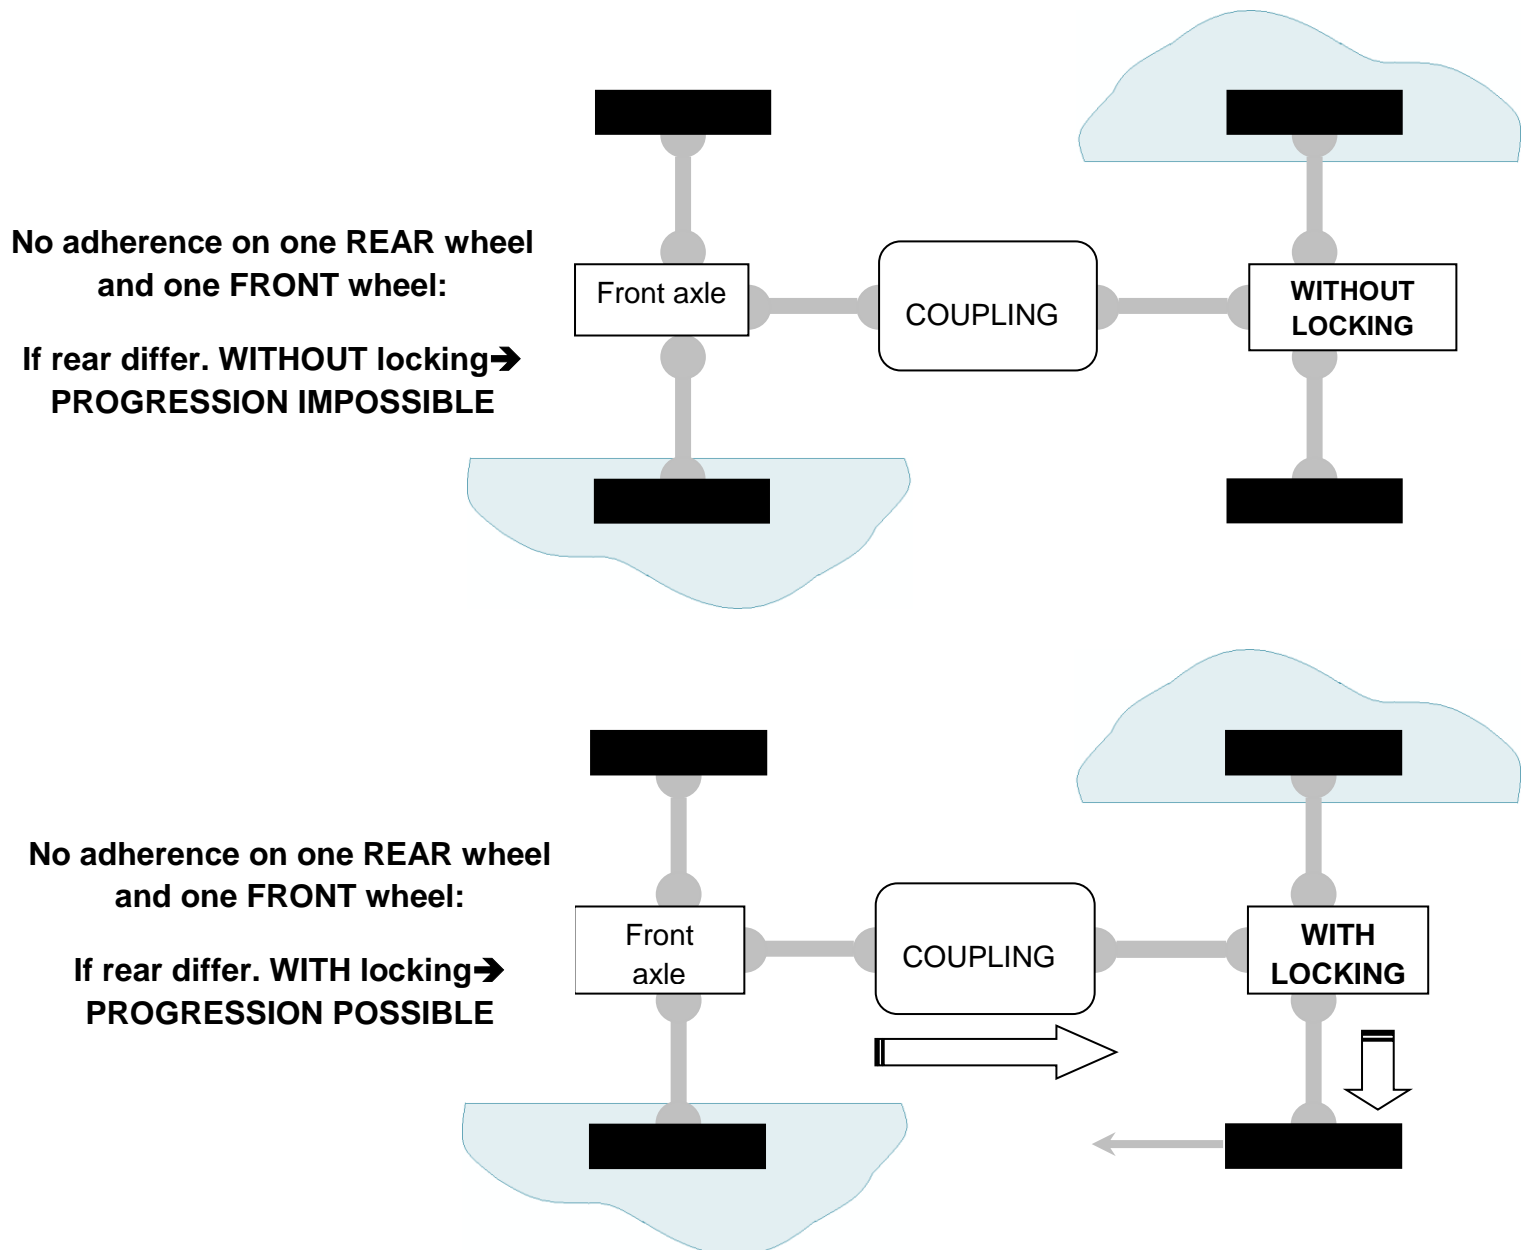 No adherence on one REAR wheel
and one FRONT wheel:
If rear differ. WITHOUT locking➔
PROGRESSION IMPOSSIBLE
Front axle
COUPLING
WITHOUT
LOCKING
No adherence on one REAR wheel
and one FRONT wheel:
If rear differ. WITH locking➔
PROGRESSION POSSIBLE
Front
axle
COUPLING
WITH
LOCKING